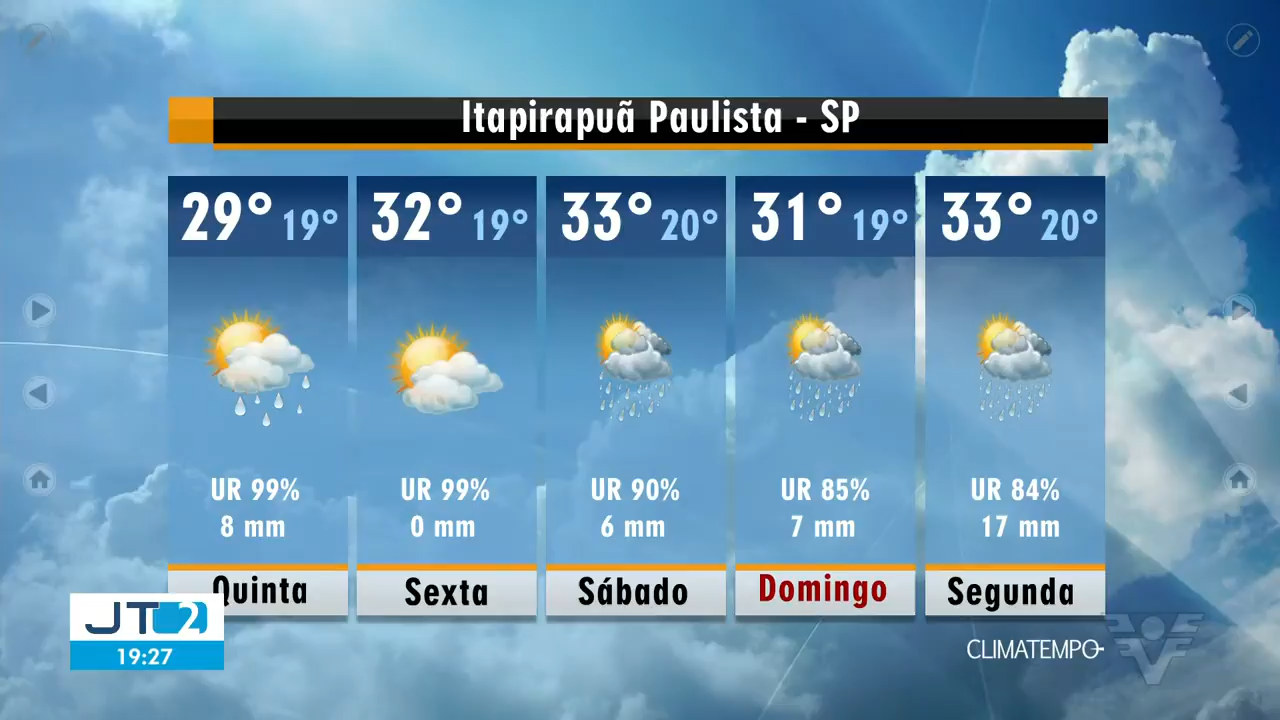 Itapirapuã Paulista - SP
29° 19°
32° 19°
33° 20°
31° 19°
33° 20°
UR 99%
8 mm
UR 99%
0 mm
UR 90%
6 mm
UR 85%
7 mm
UR 84%
17 mm
Quinta
Sexta
Sábado
Domingo
Segunda
JT2
19:27
CLIMATEMPO